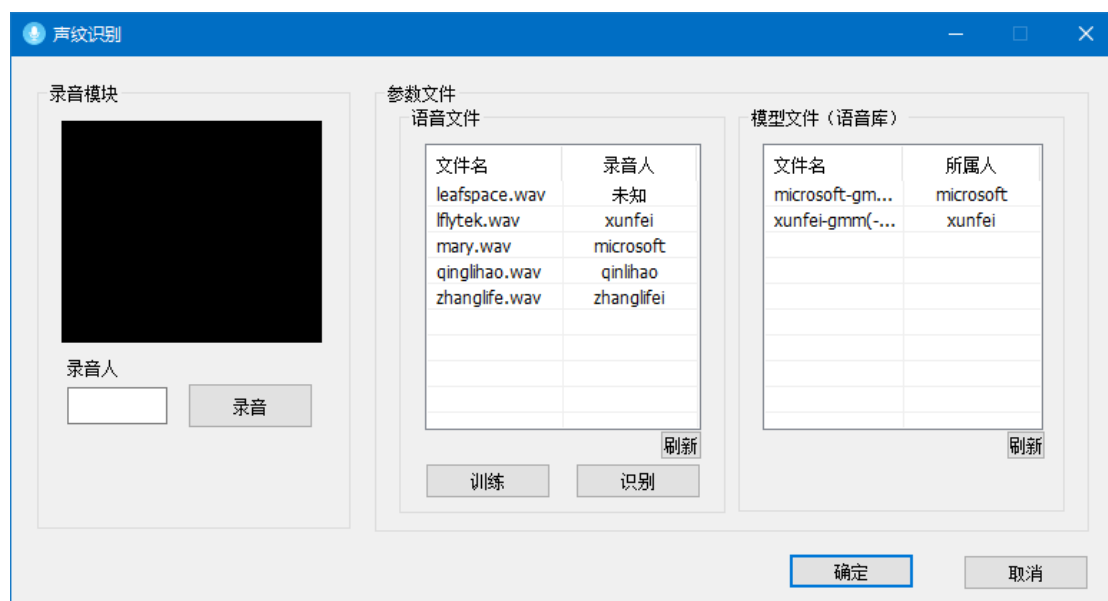 声纹识别
录音模块
录音人
录音
参数文件
语音文件
文件名 录音人
leafspace.wav 未知
lflytek.wav xunfei
mary.wav microsoft
qinglihao.wav qinlihao
zhanglife.wav zhanglifei
刷新
训练 识别
模型文件（语音库）
文件名 所属人
microsoft-gm... microsoft
xunfei-gmm(-... xunfei
刷新
确定 取消